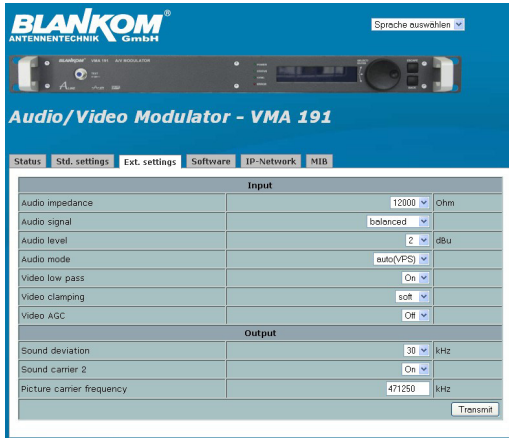 BLANKOM®
ANTENNENTECHNIK GmbH
Sprache auswählen
BLANKOM VMA 191 A/V-MODULATOR
Audio/Video Modulator - VMA 191
Status Std. settings Ext. settings Software IP-Network MIB
Input
Audio impedance 12000 Ohm
Audio signal balanced
Audio level 2 dBu
Audio mode auto(VPS)
Video low pass On
Video clamping soft
Video AGC Off
Output
Sound deviation 30 kHz
Sound carrier 2 On
Picture carrier frequency 471250 kHz
Transmit